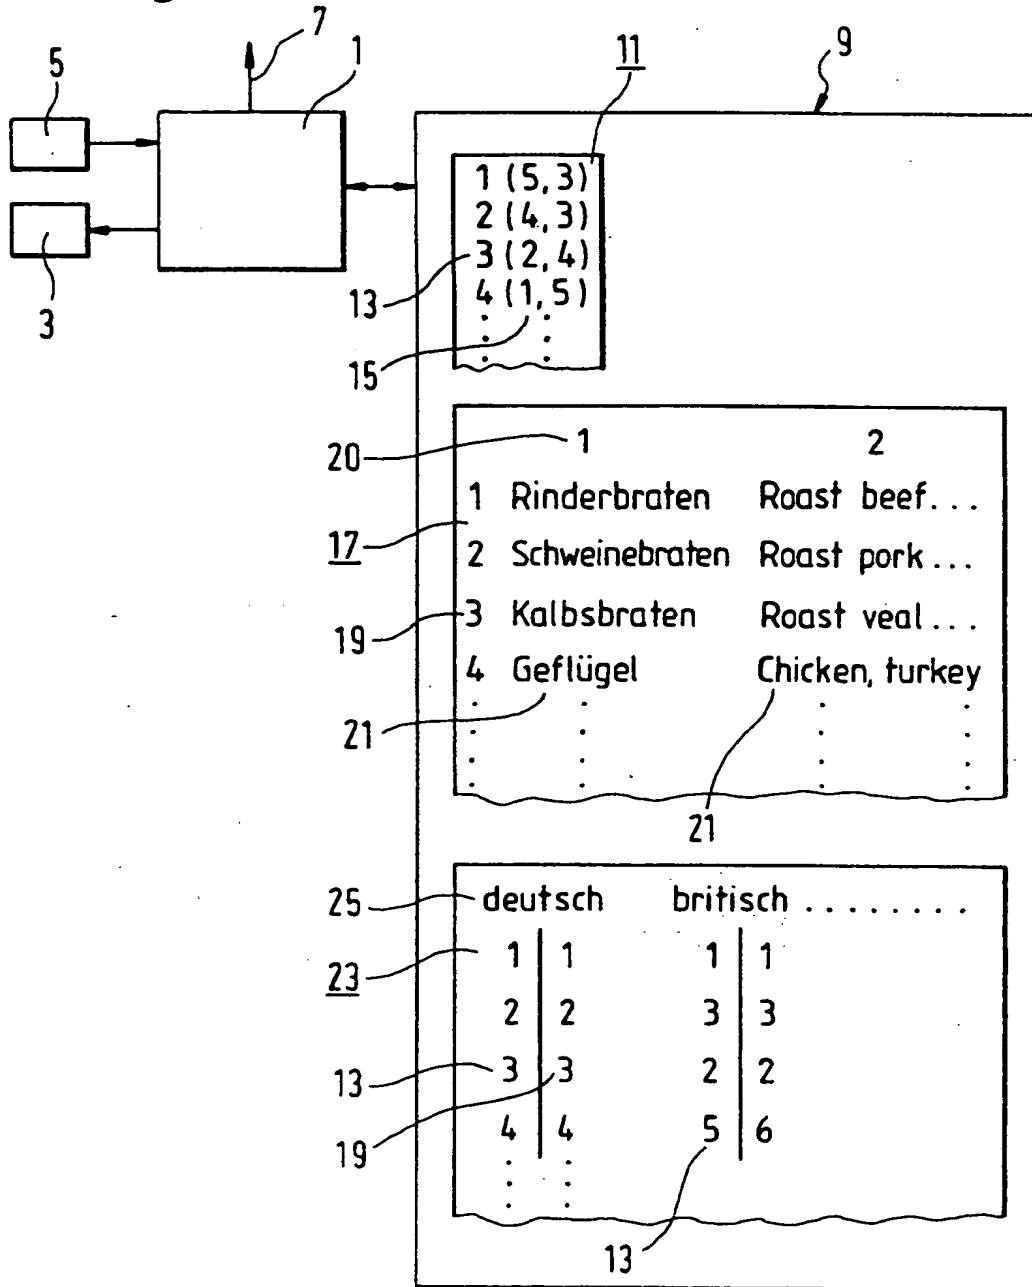 7
1
9
5
11
1 (5, 3)
2 (4, 3)
3 (2, 4)
4 (1, 5)
13
3
15
20
1 2
1 Rinderbraten Roast beef...
17
2 Schweinebraten Roast pork ...
19
3 Kalbsbraten Roast veal ...
4 Geflügel Chicken, turkey
21
21
25
deutsch britisch .........
1 | 1 1 | 1
23
2 | 2 3 | 3
13
3 | 3 2 | 2
19
4 | 4 5 | 6
13